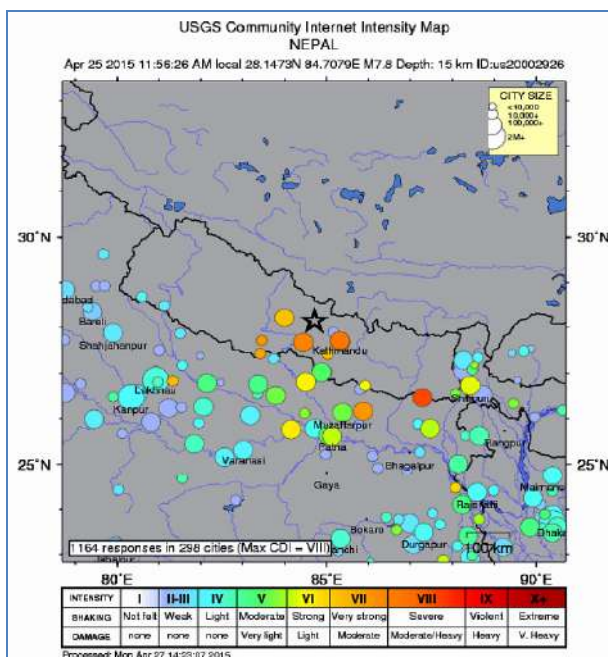 USGS Community Internet Intensity Map
NEPAL
Apr 25 2015 11:56:26 AM local 28.1473N 84.7079E M7.8 Depth: 15 km ID:us20002926
CITY SIZE
<10,000
10,000+
100,000+
2M+
30°N
30°N
dabad
Bareli
Shahjahanpur
Kathmandu
Lakhnau
Kanpur
Shiliguri
Muzaffarpur
Patna
Rangpur
25°N
Varanasi
Bhagalpur
25°N
Gaya
Rajshahi
Bokaro
Dhaka
Durgapur
anchi
100 km
1164 responses in 298 cities (Max CDI = VIII)
80°E
85°E
90°E
INTENSITY I II-III IV V VI VII VIII IX X+
SHAKING Not felt Weak Light Moderate Strong Very strong Severe Violent Extreme
DAMAGE none none none Very light Light Moderate Moderate/Heavy Heavy V. Heavy
Processed: Mon Apr 27 14:23:07 2015